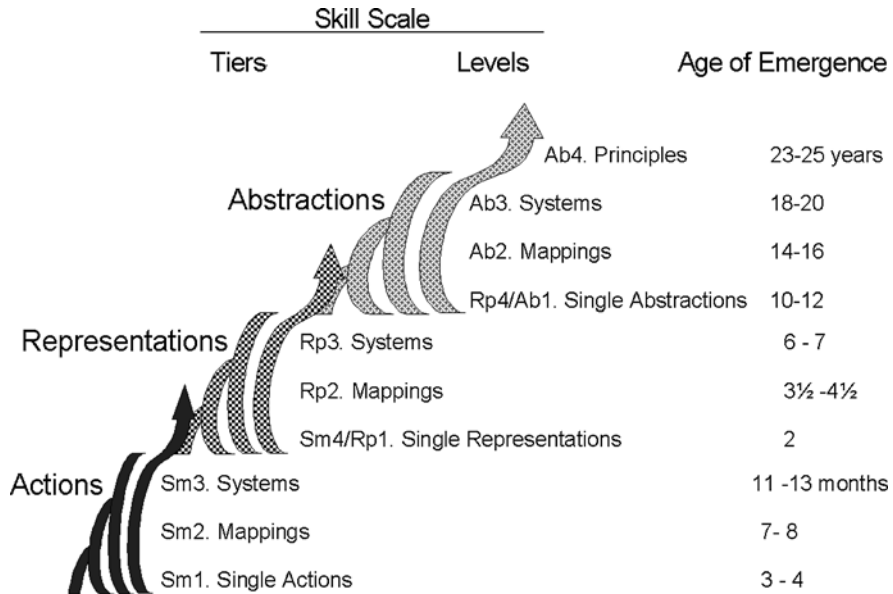 Skill Scale
Tiers Levels Age of Emergence
Ab4. Principles 23-25 years
Abstractions
Ab3. Systems 18-20
Ab2. Mappings 14-16
Rp4/Ab1. Single Abstractions 10-12
Representations
Rp3. Systems 6 - 7
Rp2. Mappings 3½ -4½
Sm4/Rp1. Single Representations 2
Actions
Sm3. Systems 11 -13 months
Sm2. Mappings 7- 8
Sm1. Single Actions 3 - 4